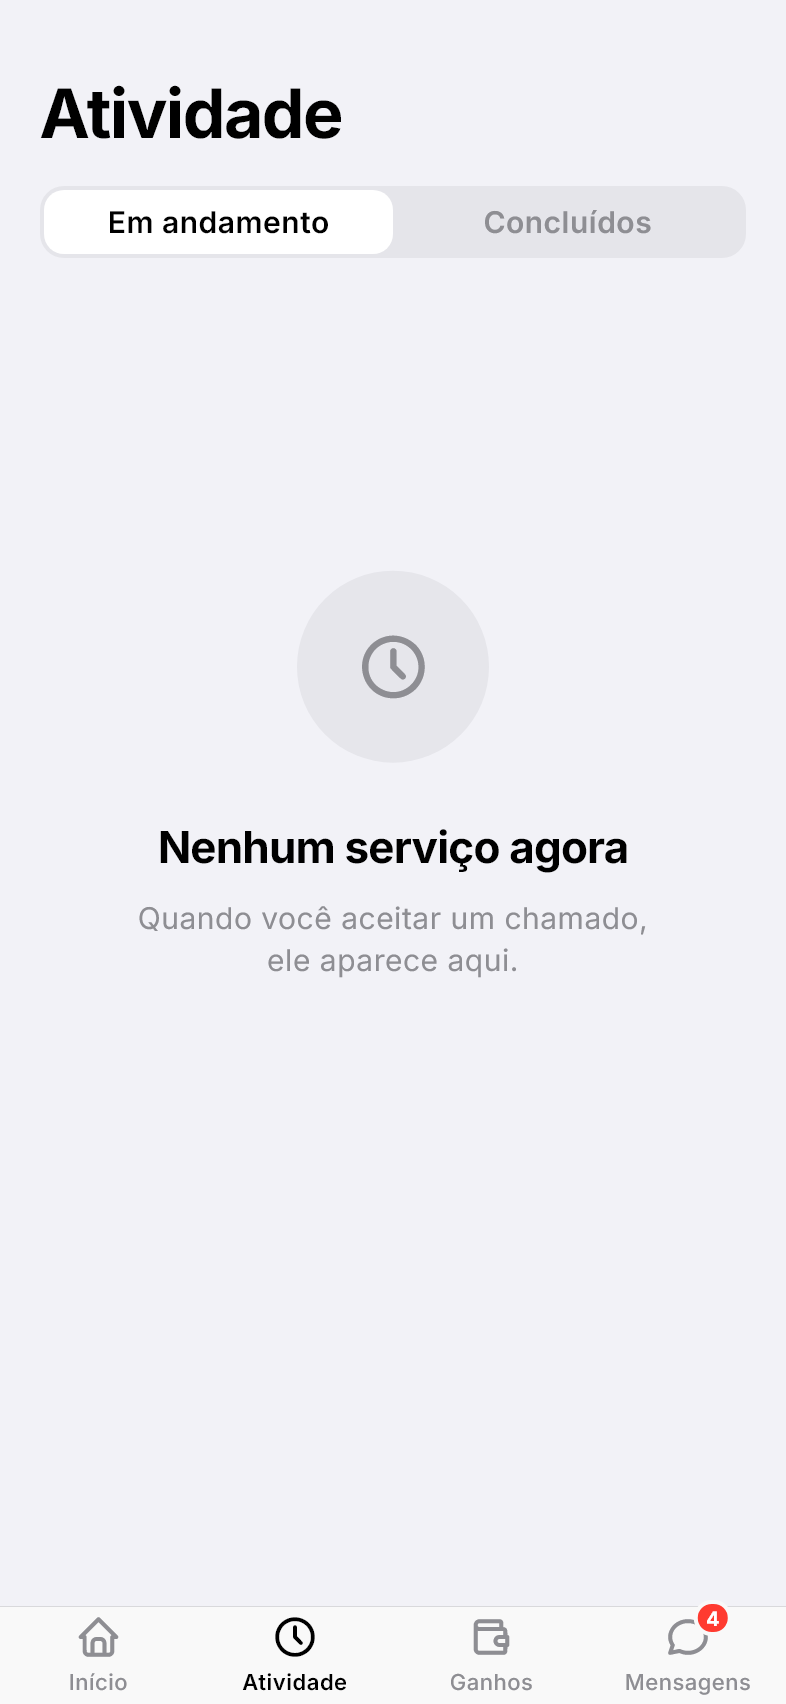 Atividade
Em andamento
Concluídos
Nenhum serviço agora
Quando você aceitar um chamado,
ele aparece aqui.
4
Início
Atividade
Ganhos
Mensagens